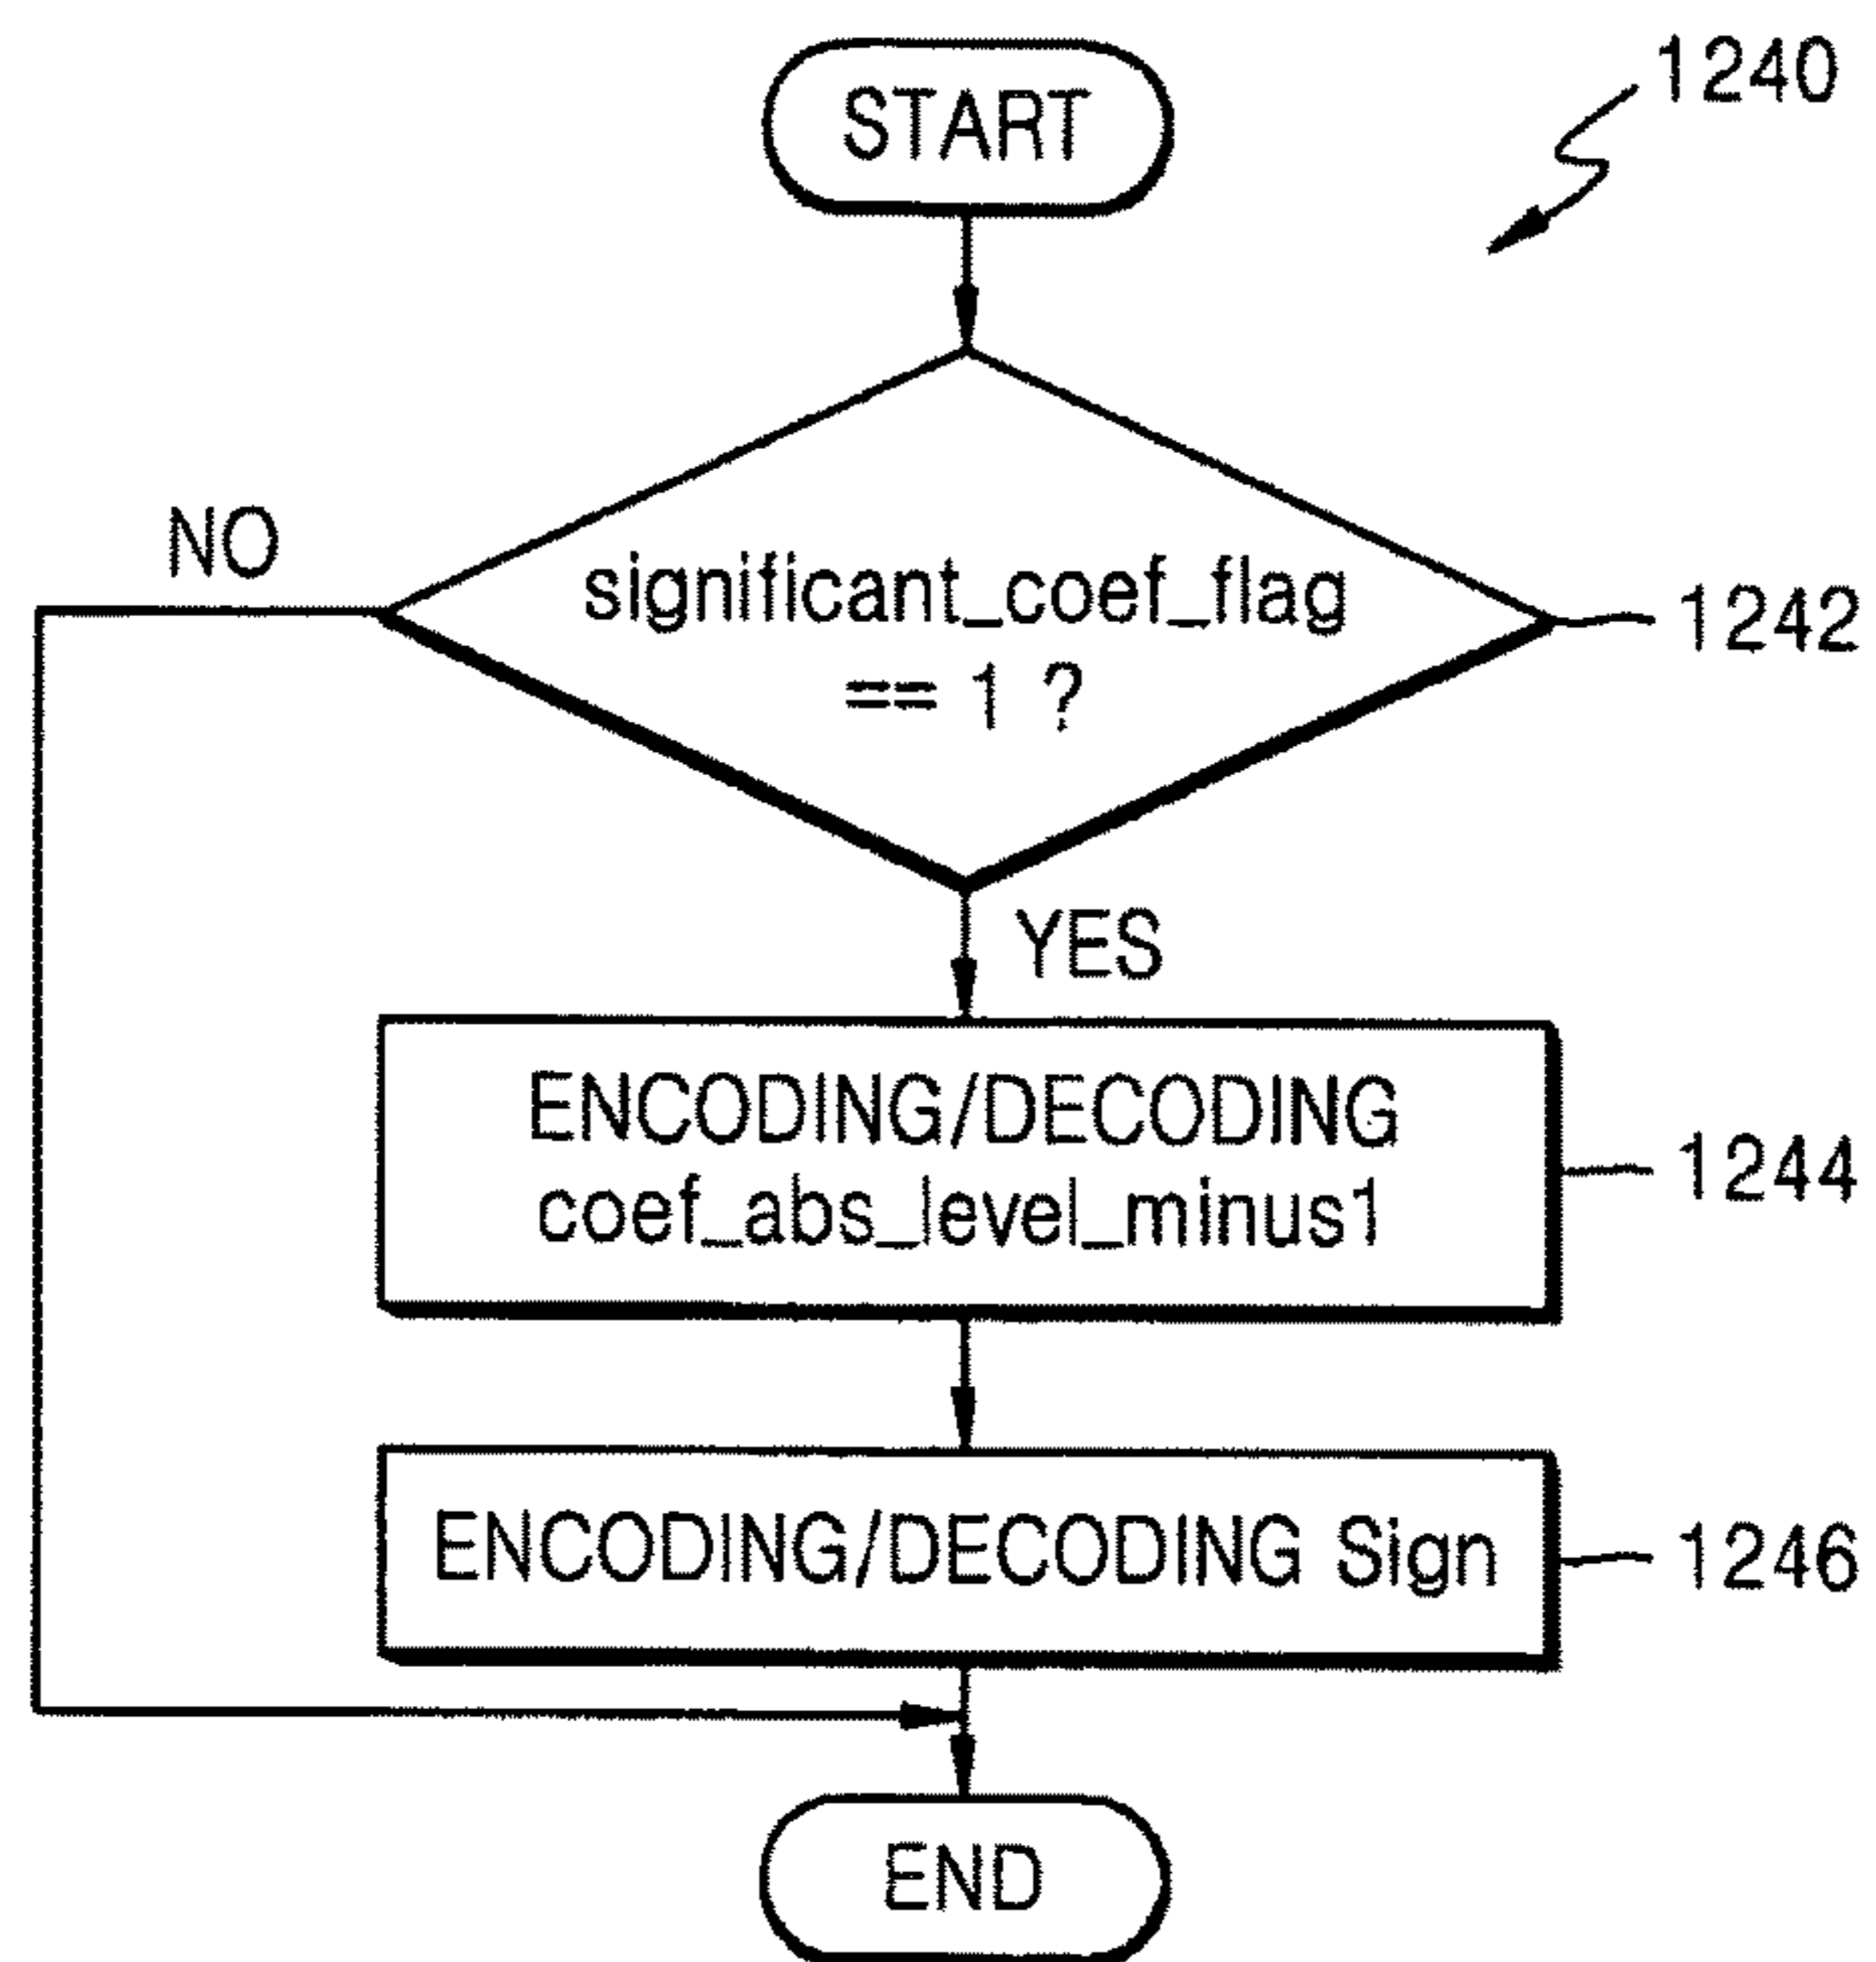 START
1240
NO
significant_coef_flag
== 1 ?
1242
YES
ENCODING/DECODING
coef_abs_level_minus1
1244
ENCODING/DECODING Sign
1246
END